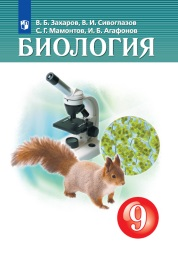 В. Б. Захаров, В. И. Сивоглазов
С. Г. Мамонтов, И. Б. Агафонов
БИОЛОГИЯ
9